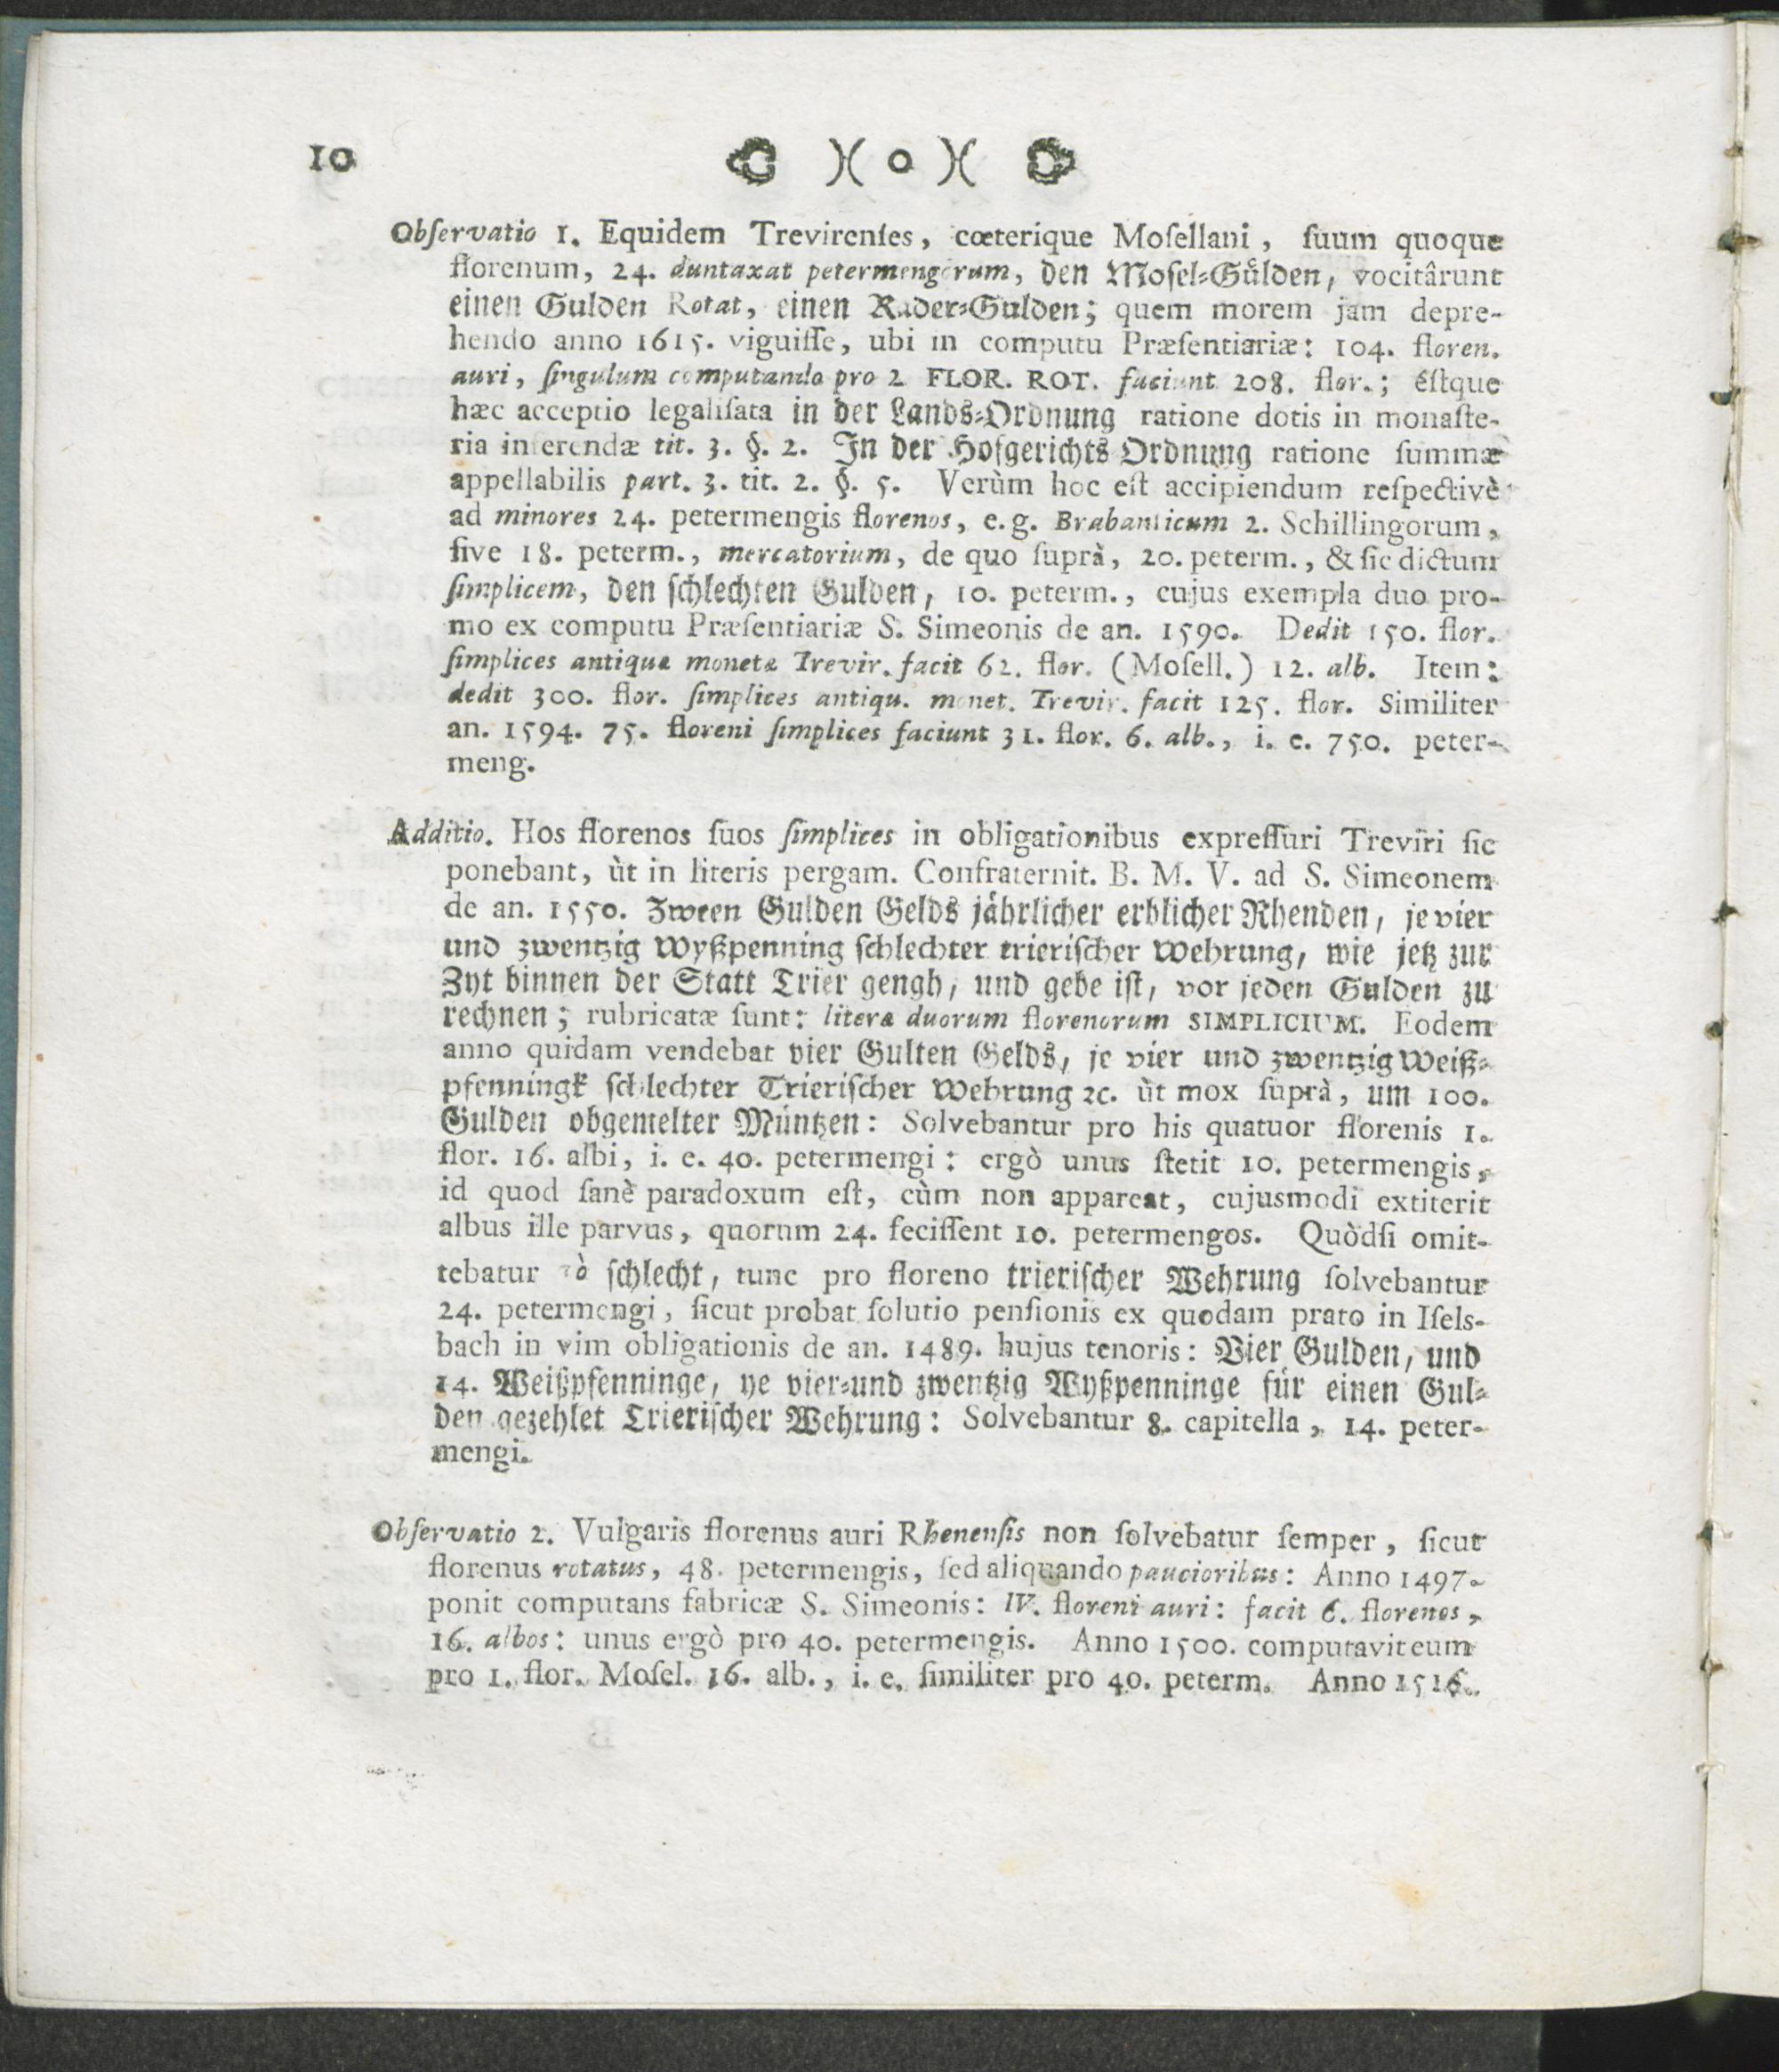 10 )( o )(
Obſervatio 1. Equidem Trevirenſes, cœterique Moſellani, ſuum quoque
florenum, 24. duntaxat petermengorum, den Moſel-Gülden, vocitârunt
einen Gulden Rotat, einen Rader-Gulden; quem morem jam depre-
hendo anno 1615. viguiſſe, ubi in computu Præſentiariæ: 104. floren.
auri, ſingulum computando pro 2 FLOR. ROT. faciunt 208. flor.; éſtque
hæc acceptio legaliſata in der Lands-Ordnung ratione dotis in monaſte-
ria inferendæ tit. 3. §. 2. In der Hofgerichts Ordnung ratione ſummæ
appellabilis part. 3. tit. 2. §. 5. Verùm hoc eſt accipiendum reſpectivè
ad minores 24. petermengis florenos, e. g. Brabanticum 2. Schillingorum,
ſive 18. peterm., mercatorium, de quo ſuprà, 20. peterm., & ſic dictum
ſimplicem, den ſchlechten Gulden, 10. peterm., cujus exempla duo pro-
mo ex computu Præſentiariæ S. Simeonis de an. 1590. Dedit 150. flor.
ſimplices antiquæ monetæ Trevir. facit 62. flor. (Moſell.) 12. alb. Item:
dedit 300. flor. ſimplices antiqu. monet. Trevir. facit 125. flor. Similiter
an. 1594. 75. floreni ſimplices faciunt 31. flor. 6. alb., i. e. 750. peter-
meng.
Additio. Hos florenos ſuos ſimplices in obligationibus expreſſuri Treviri ſic
ponebant, ùt in literis pergam. Confraternit. B. M. V. ad S. Simeonem
de an. 1550. Zween Gulden Gelds jährlicher erblicher Rhenden, je vier
und zwentzig Wyßpenning ſchlechter trieriſcher Wehrung, wie jetz zur
Zyt binnen der Statt Trier gengh, und gebe iſt, vor jeden Gulden zu
rechnen; rubricatæ ſunt: literæ duorum florenorum SIMPLICIUM. Eodem
anno quidam vendebat vier Gulten Gelds, je vier und zwentzig Weiß-
pfenningk ſchlechter Trieriſcher Wehrung ꝛc. ùt mox ſuprà, um 100.
Gulden obgemelter Müntzen: Solvebantur pro his quatuor florenis 1.
flor. 16. albi, i. e. 40. petermengi: ergò unus ſtetit 10. petermengis,
id quod ſanè paradoxum eſt, cùm non appareat, cujusmodi extiterit
albus ille parvus, quorum 24. feciſſent 10. petermengos. Quòdſi omit-
tebatur ſchlecht, tunc pro floreno trieriſcher Wehrung ſolvebantur
24. petermengi, ſicut probat ſolutio penſionis ex quodam prato in Iſels-
bach in vim obligationis de an. 1489. hujus tenoris: Vier Gulden, und
14. Weißpfenninge, ye vier-und zwentzig Wyßpenninge für einen Gul-
den gezehlet Trieriſcher Wehrung: Solvebantur 8. capitella, 14. peter-
mengi.
Obſervatio 2. Vulgaris florenus auri Rhenenſis non ſolvebatur ſemper, ſicut
florenus rotatus, 48. petermengis, ſed aliquando paucioribus: Anno 1497.
ponit computans fabricæ S. Simeonis: IV. floreni auri: facit 6. florenos,
16. albos: unus ergò pro 40. petermengis. Anno 1500. computavit eum
pro 1. flor. Moſel. 16. alb., i. e. ſimiliter pro 40. peterm. Anno 1516.